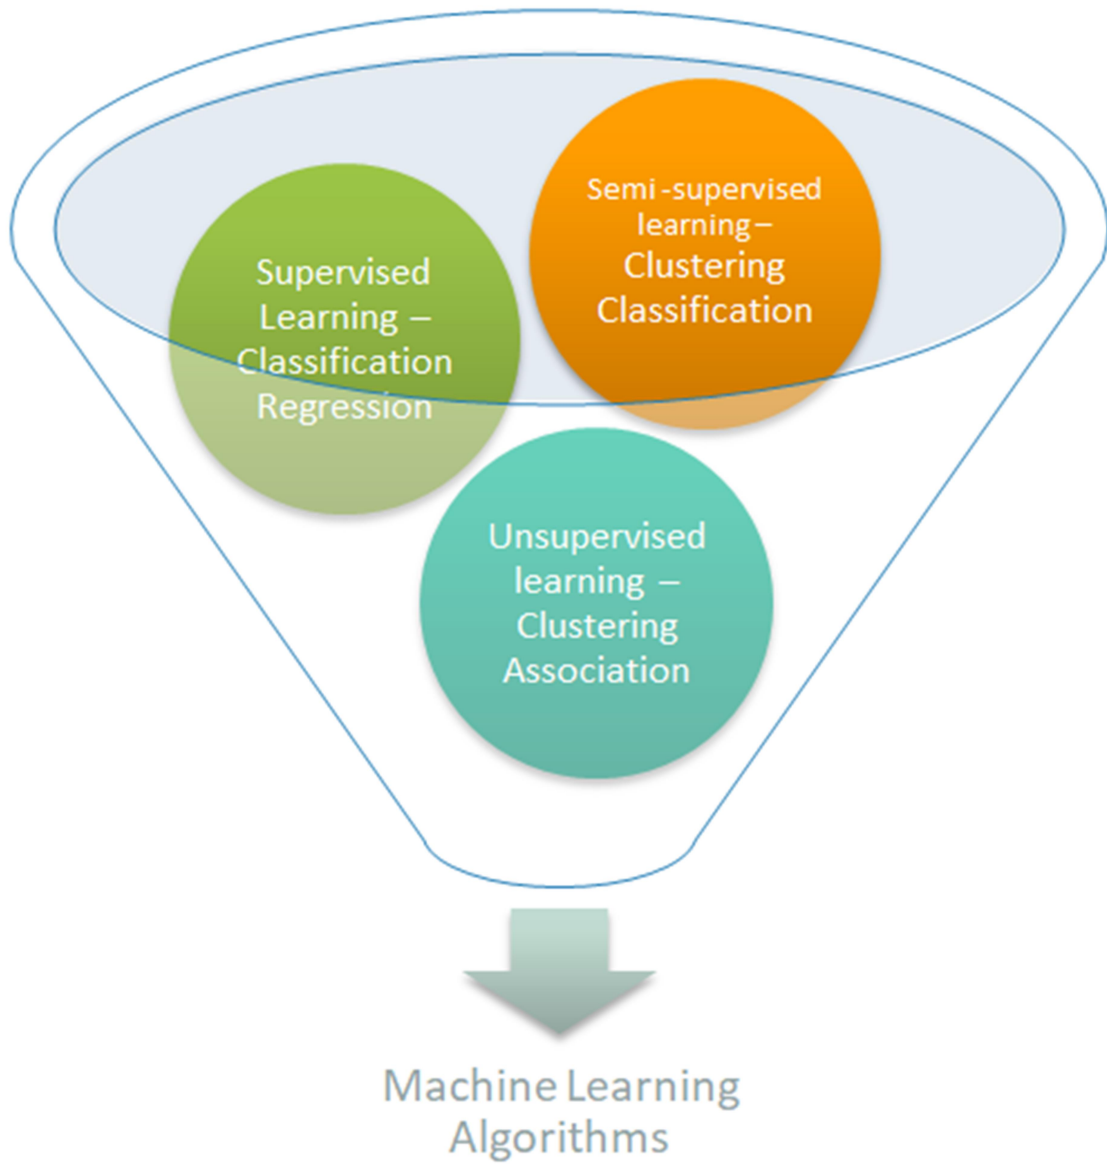 Supervised
Learning –
Classification
Regression
Semi-supervised
learning–
Clustering
Classification
Unsupervised
learning –
Clustering
Association
Machine Learning
Algorithms